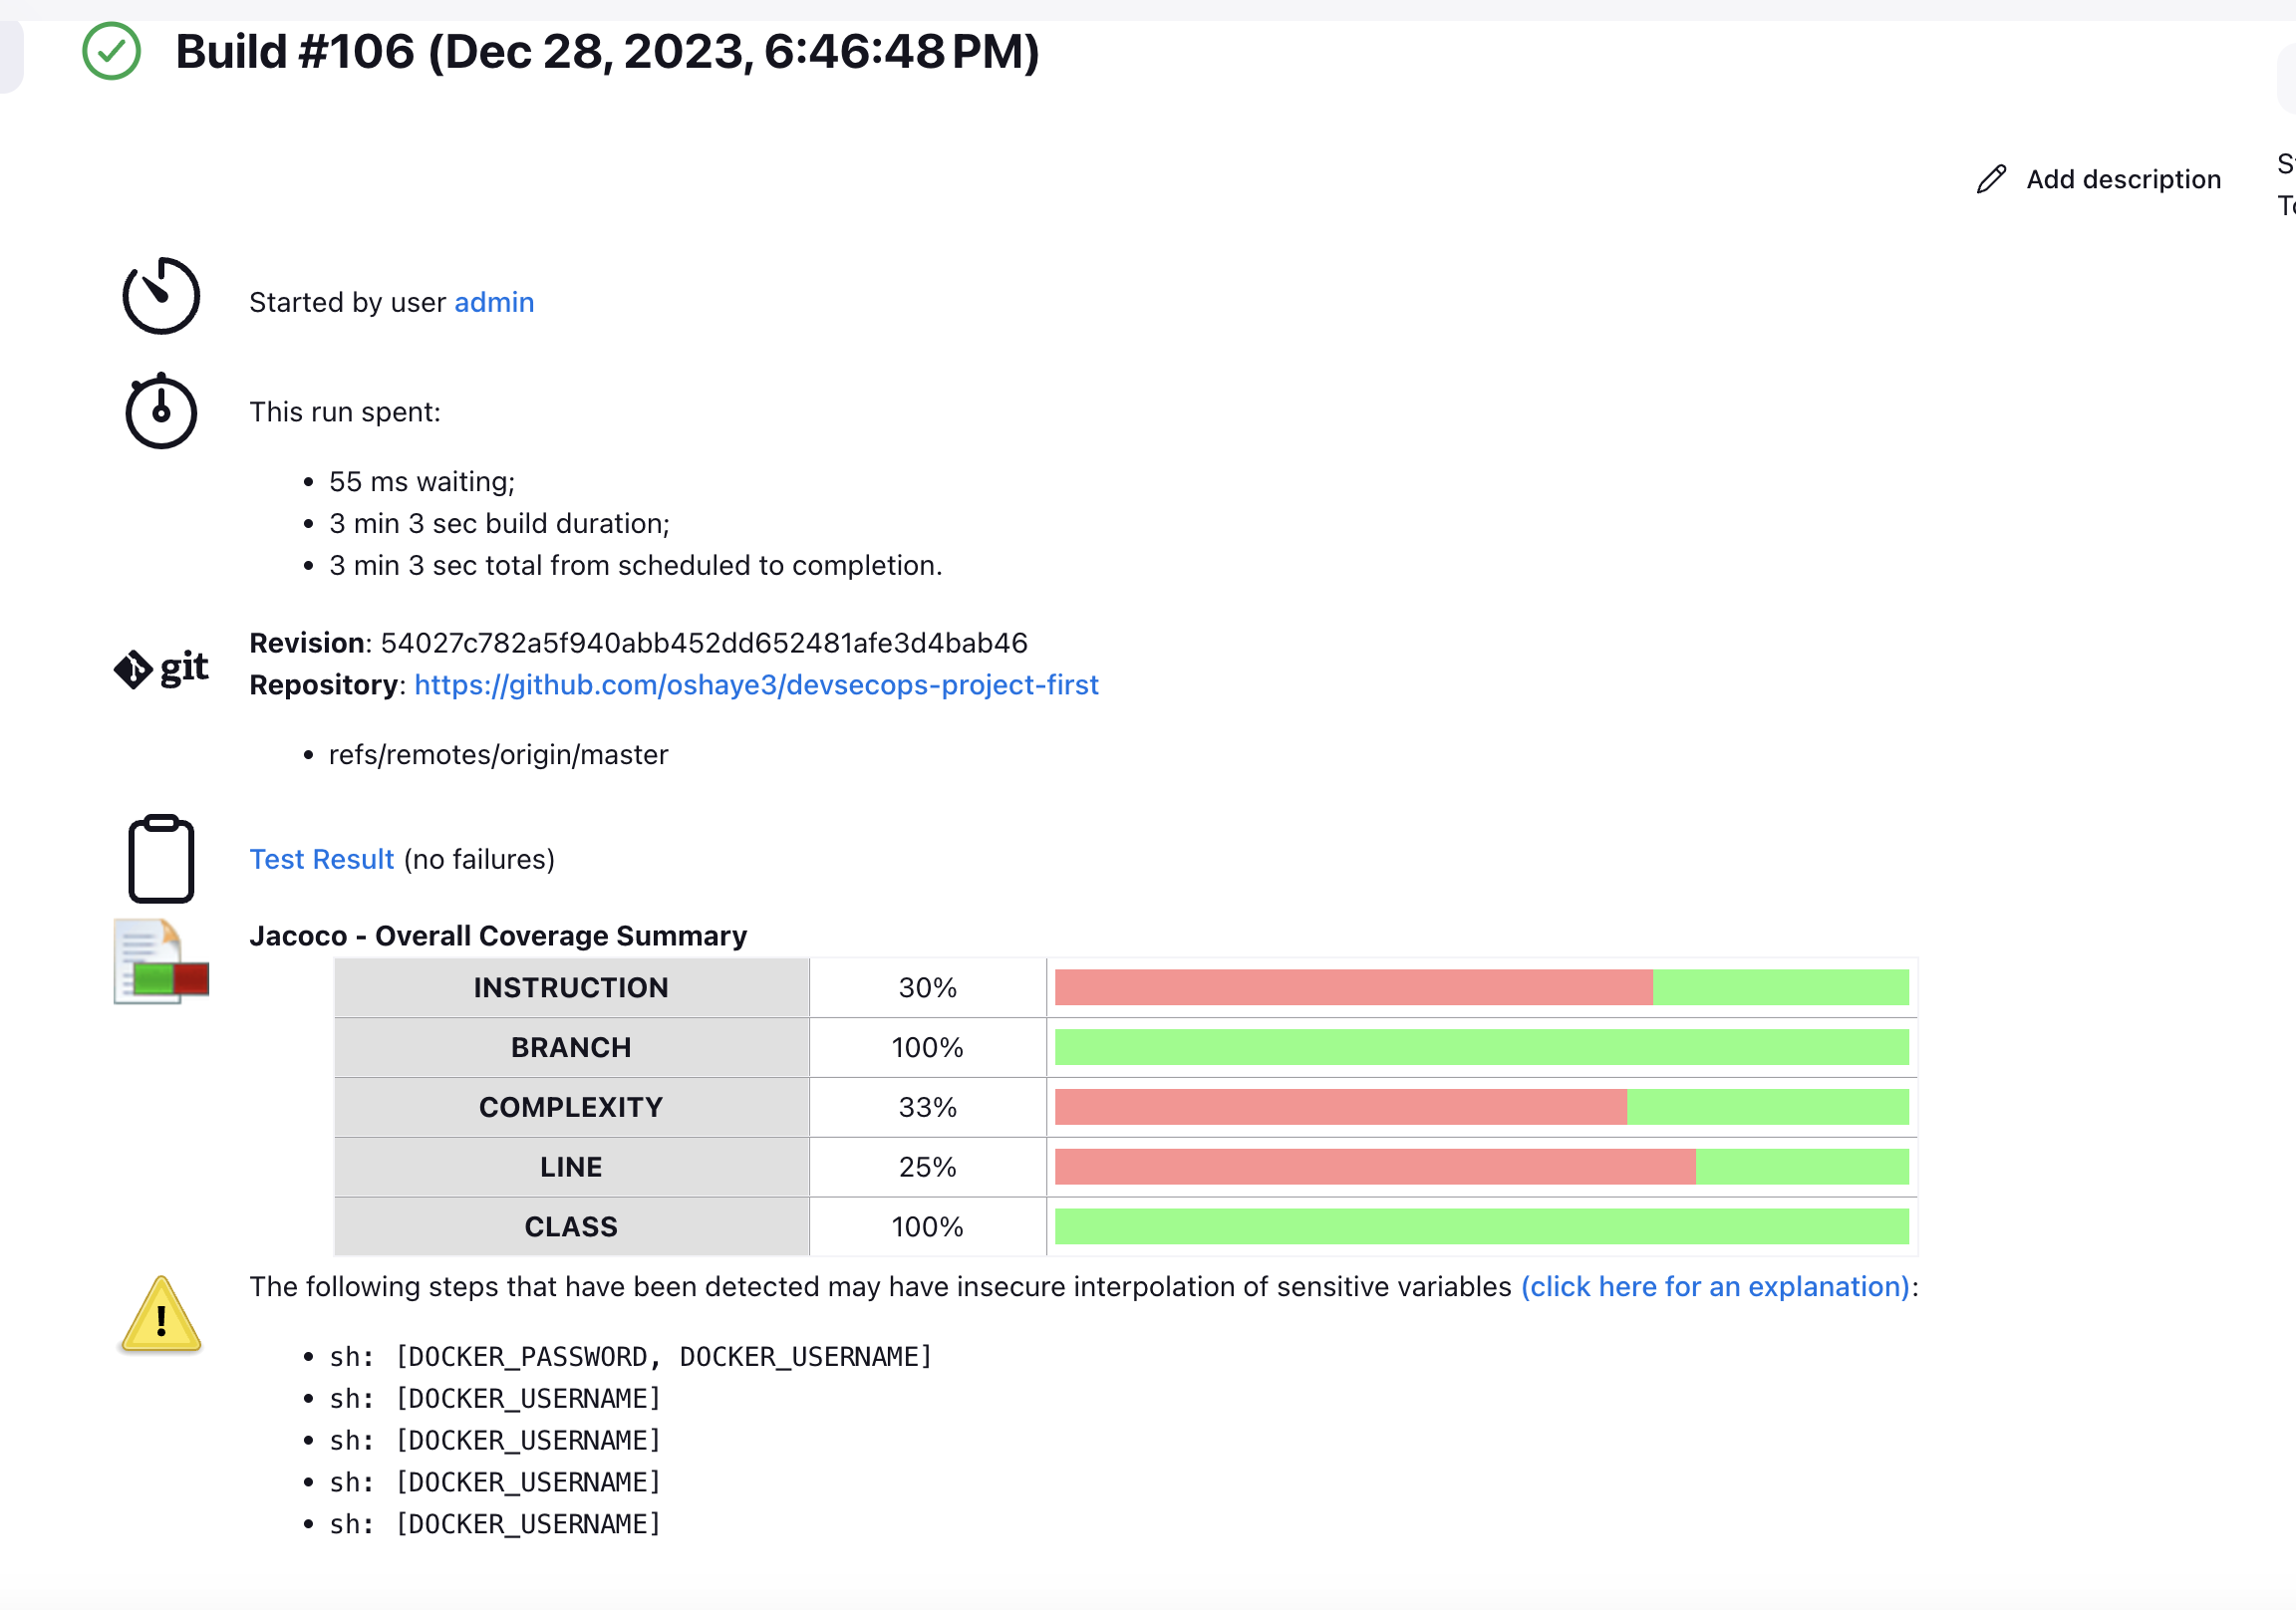 Build #106 (Dec 28, 2023, 6:46:48 PM)
Add description
Started by user admin
This run spent:
• 55 ms waiting;
• 3 min 3 sec build duration;
• 3 min 3 sec total from scheduled to completion.
git
Revision: 54027c782a5f940abb452dd652481afe3d4bab46
Repository: https://github.com/oshaye3/devsecops-project-first
• refs/remotes/origin/master
Test Result (no failures)
Jacoco - Overall Coverage Summary
INSTRUCTION 30%
BRANCH 100%
COMPLEXITY 33%
LINE 25%
CLASS 100%
The following steps that have been detected may have insecure interpolation of sensitive variables (click here for an explanation):
• sh: [DOCKER_PASSWORD, DOCKER_USERNAME]
• sh: [DOCKER_USERNAME]
• sh: [DOCKER_USERNAME]
• sh: [DOCKER_USERNAME]
• sh: [DOCKER_USERNAME]